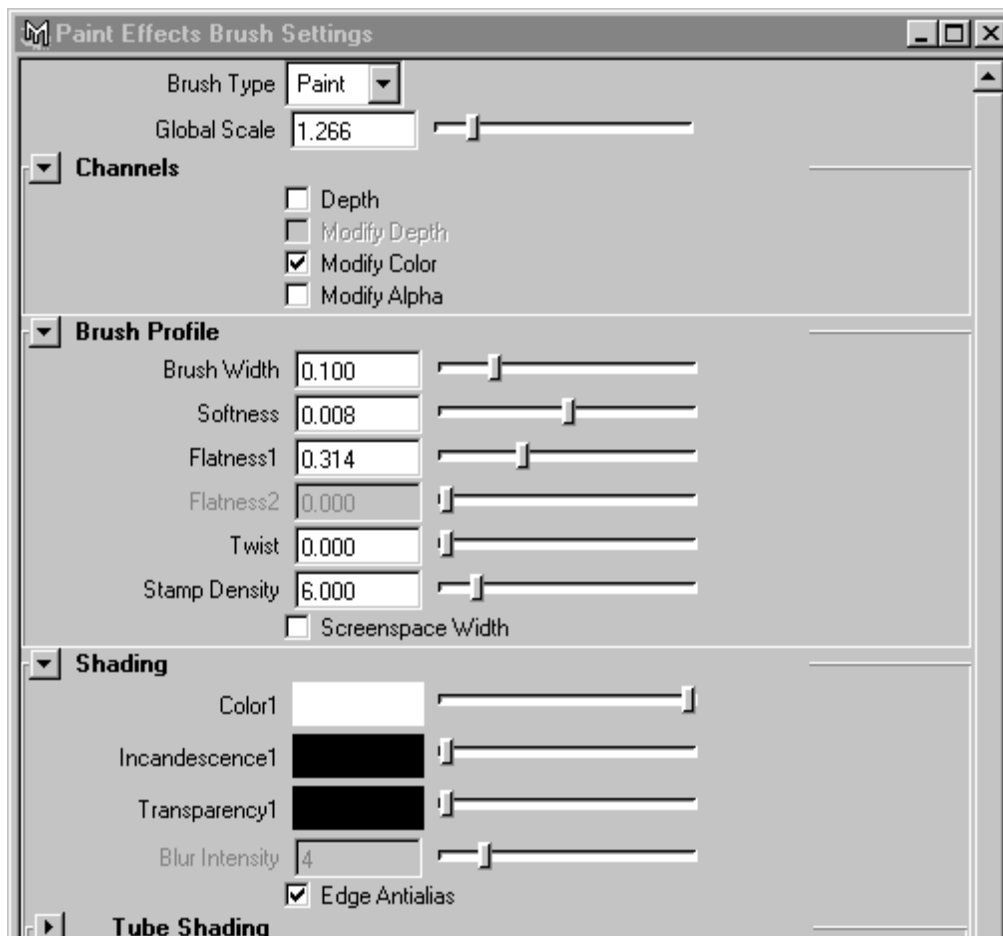 Paint Effects Brush Settings
Brush Type Paint
Global Scale 1.266
Channels
Depth
Modify Depth
Modify Color
Modify Alpha
Brush Profile
Brush Width 0.100
Softness 0.008
Flatness1 0.314
Flatness2 0.000
Twist 0.000
Stamp Density 6.000
Screenspace Width
Shading
Color1
Incandescence1
Transparency1
Blur Intensity 4
Edge Antialias
Tube Shading